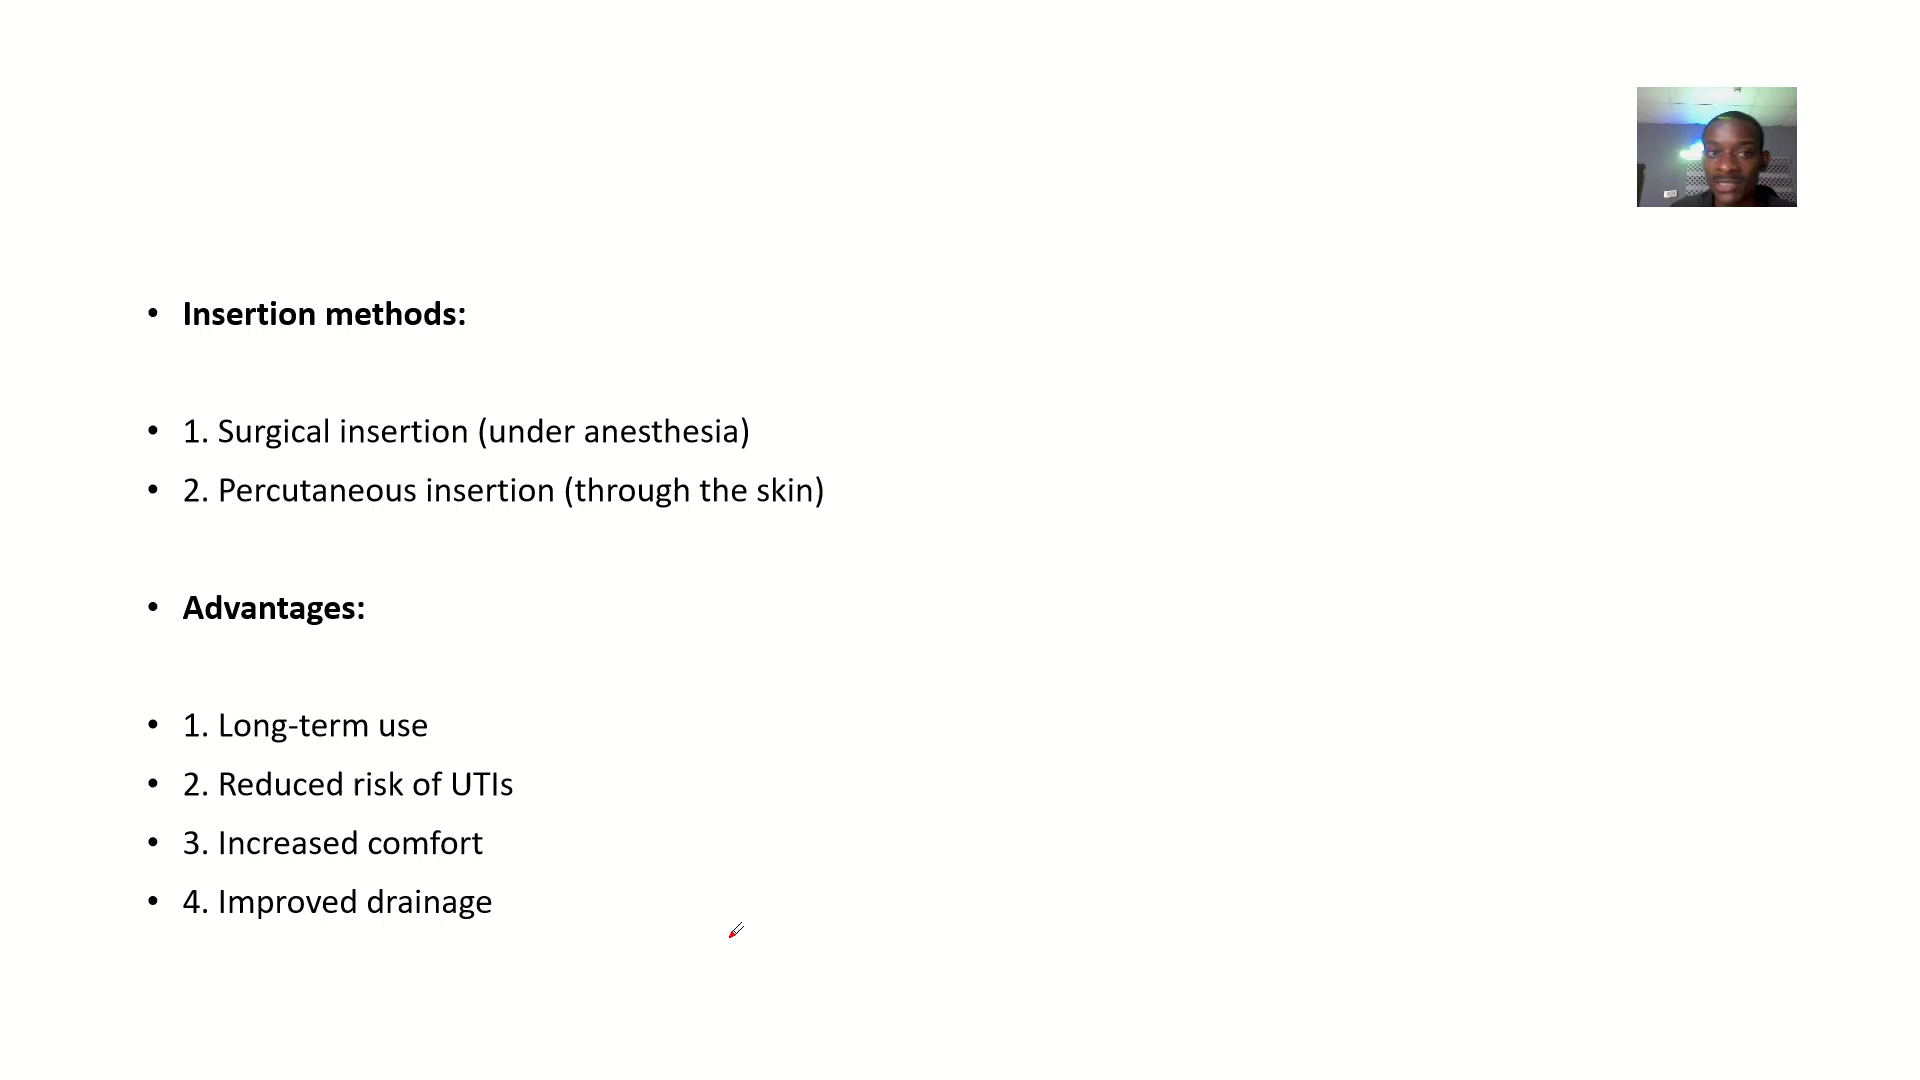 • Insertion methods:
• 1. Surgical insertion (under anesthesia)
• 2. Percutaneous insertion (through the skin)
• Advantages:
• 1. Long-term use
• 2. Reduced risk of UTIs
• 3. Increased comfort
• 4. Improved drainage